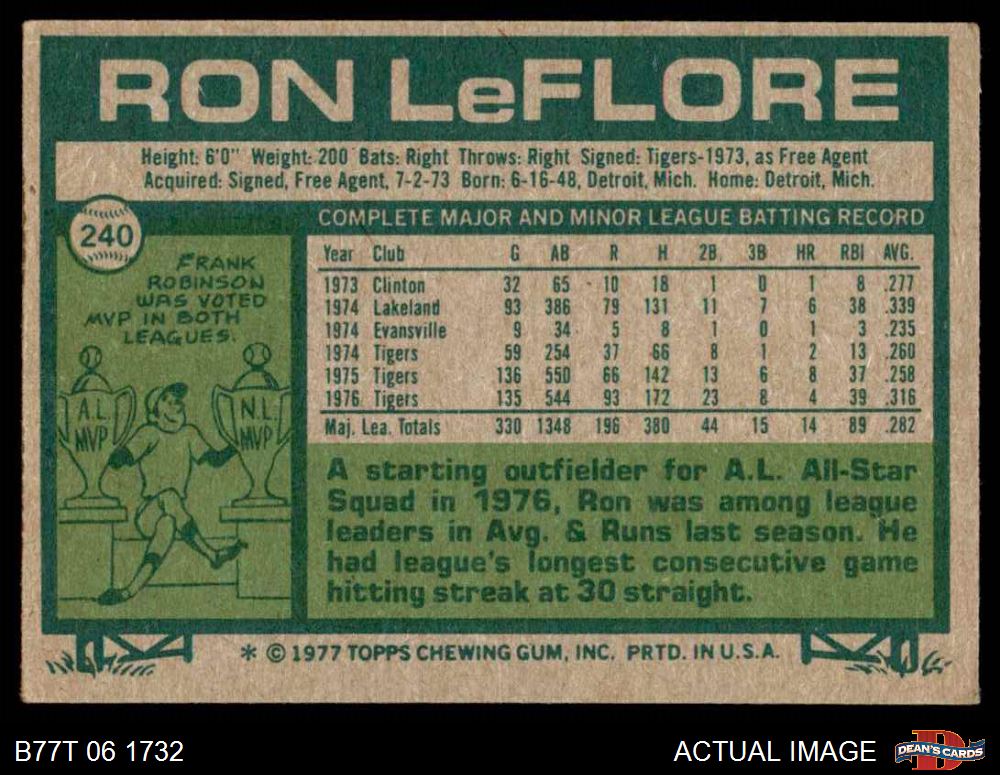 RON LeFLORE
Height: 6'0" Weight: 200 Bats: Right Throws: Right Signed: Tigers-1973, as Free Agent
Acquired: Signed, Free Agent, 7-2-73 Born: 6-16-48, Detroit, Mich. Home: Detroit, Mich.
240
FRANK
ROBINSON
WAS VOTED
MVP IN BOTH
LEAGUES.
A.L.
MVP
N.L.
MVP
COMPLETE MAJOR AND MINOR LEAGUE BATTING RECORD
Year Club G AB R H 2B 3B HR RBI AVG.
1973 Clinton 32 65 10 18 1 0 1 8 .277
1974 Lakeland 93 386 79 131 11 7 6 38 .339
1974 Evansville 9 34 5 8 1 0 1 3 .235
1974 Tigers 59 254 37 66 8 1 2 13 .260
1975 Tigers 136 550 66 142 13 6 8 37 .258
1976 Tigers 135 544 93 172 23 8 4 39 .316
Maj. Lea. Totals 330 1348 196 380 44 15 14 89 .282
A starting outfielder for A.L. All-Star
Squad in 1976, Ron was among league
leaders in Avg. & Runs last season. He
had league's longest consecutive game
hitting streak at 30 straight.
* © 1977 TOPPS CHEWING GUM, INC. PRTD. IN U.S.A.
B77T 06 1732
ACTUAL IMAGE
DEAN'S CARDS